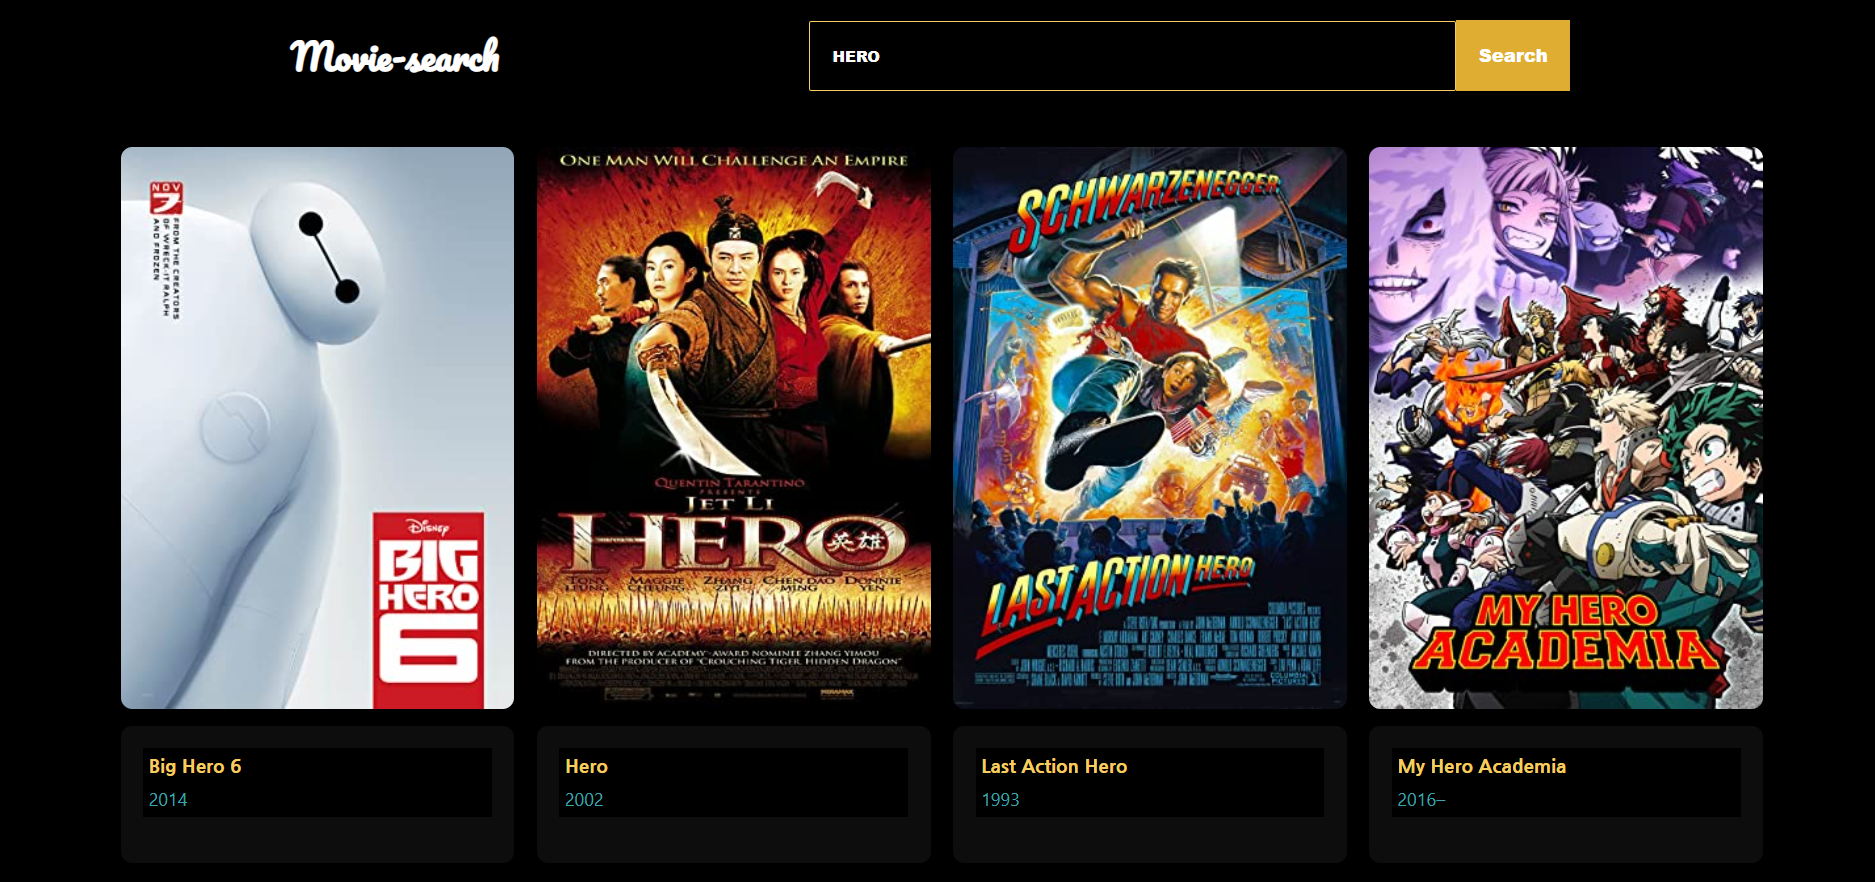 Movie-search
HERO
Search
NOV
7
FROM THE CREATORS
OF WRECK-IT RALPH
AND FROZEN
Disney
BIG
HERO
6
ONE MAN WILL CHALLENGE AN EMPIRE
QUENTIN TARANTINO
PRESENTS
JET LI
HERO 英雄
TONY LEUNG MAGGIE CHEUNG ZHANG ZIYI CHEN DAO MING DONNIE YEN
DIRECTED BY ACADEMY AWARD NOMINEE ZHANG YIMOU
FROM THE PRODUCER OF "CROUCHING TIGER, HIDDEN DRAGON"
MIRAMAX
SCHWARZENEGGER
LAST ACTION HERO
COLUMBIA
PICTURES
MY HERO
ACADEMIA
Big Hero 6
2014
Hero
2002
Last Action Hero
1993
My Hero Academia
2016–